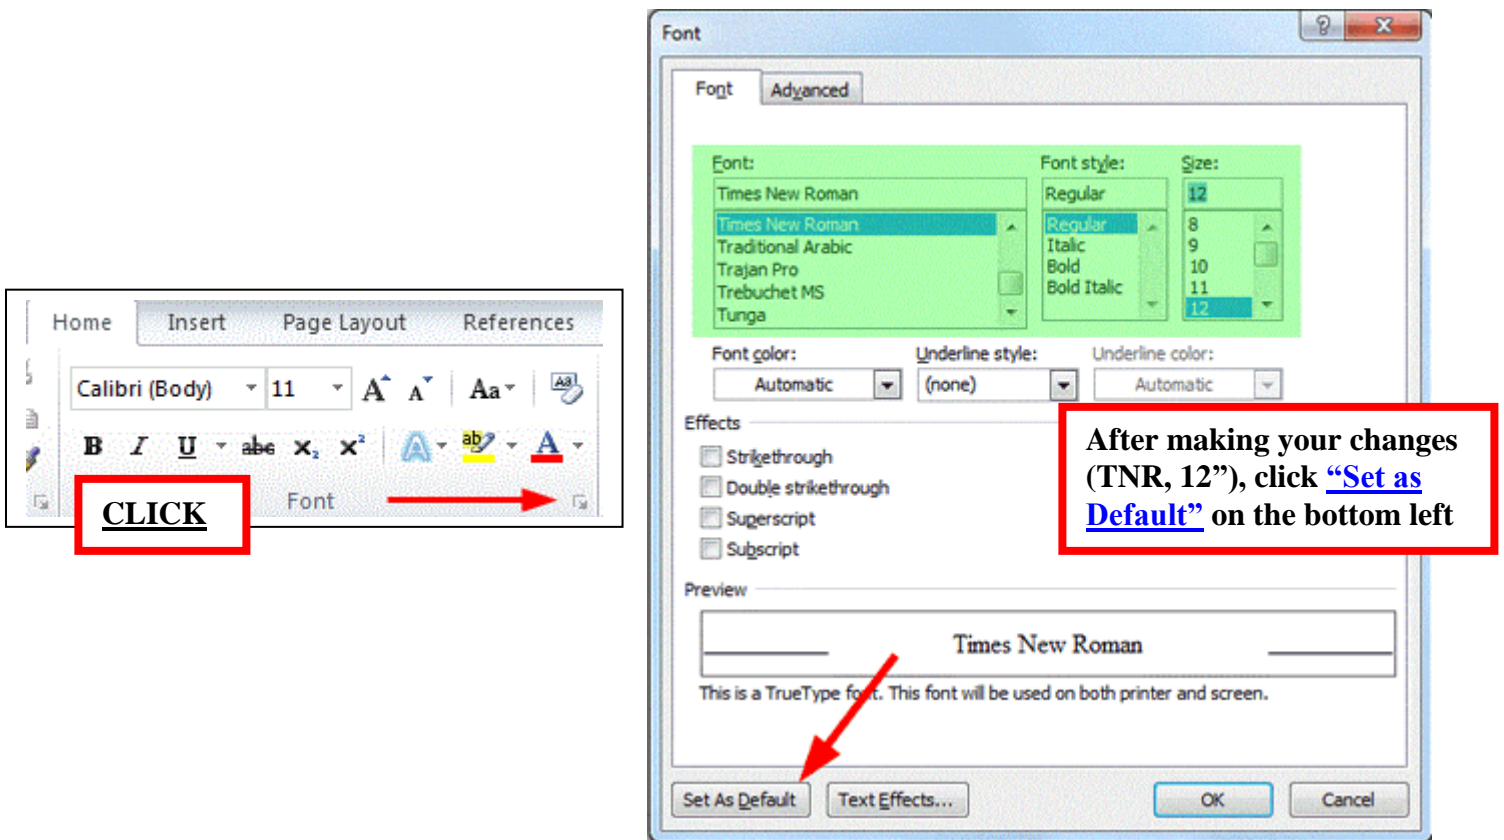 Home Insert Page Layout References
Calibri (Body) 11 A A Aa Aa
B I U abc x₂ x² A ab A
Font
CLICK
Font
Font Advanced
Font: Font style: Size:
Times New Roman Regular 12
Times New Roman Regular 8
Traditional Arabic Italic 9
Trajan Pro Bold 10
Trebuchet MS Bold Italic 11
Tunga 12
Font color: Underline style: Underline color:
Automatic (none) Automatic
Effects
Strikethrough
Double strikethrough
Superscript
Subscript
After making your changes
(TNR, 12”), click “Set as
Default” on the bottom left
Preview
Times New Roman
This is a TrueType font. This font will be used on both printer and screen.
Set As Default Text Effects... OK Cancel